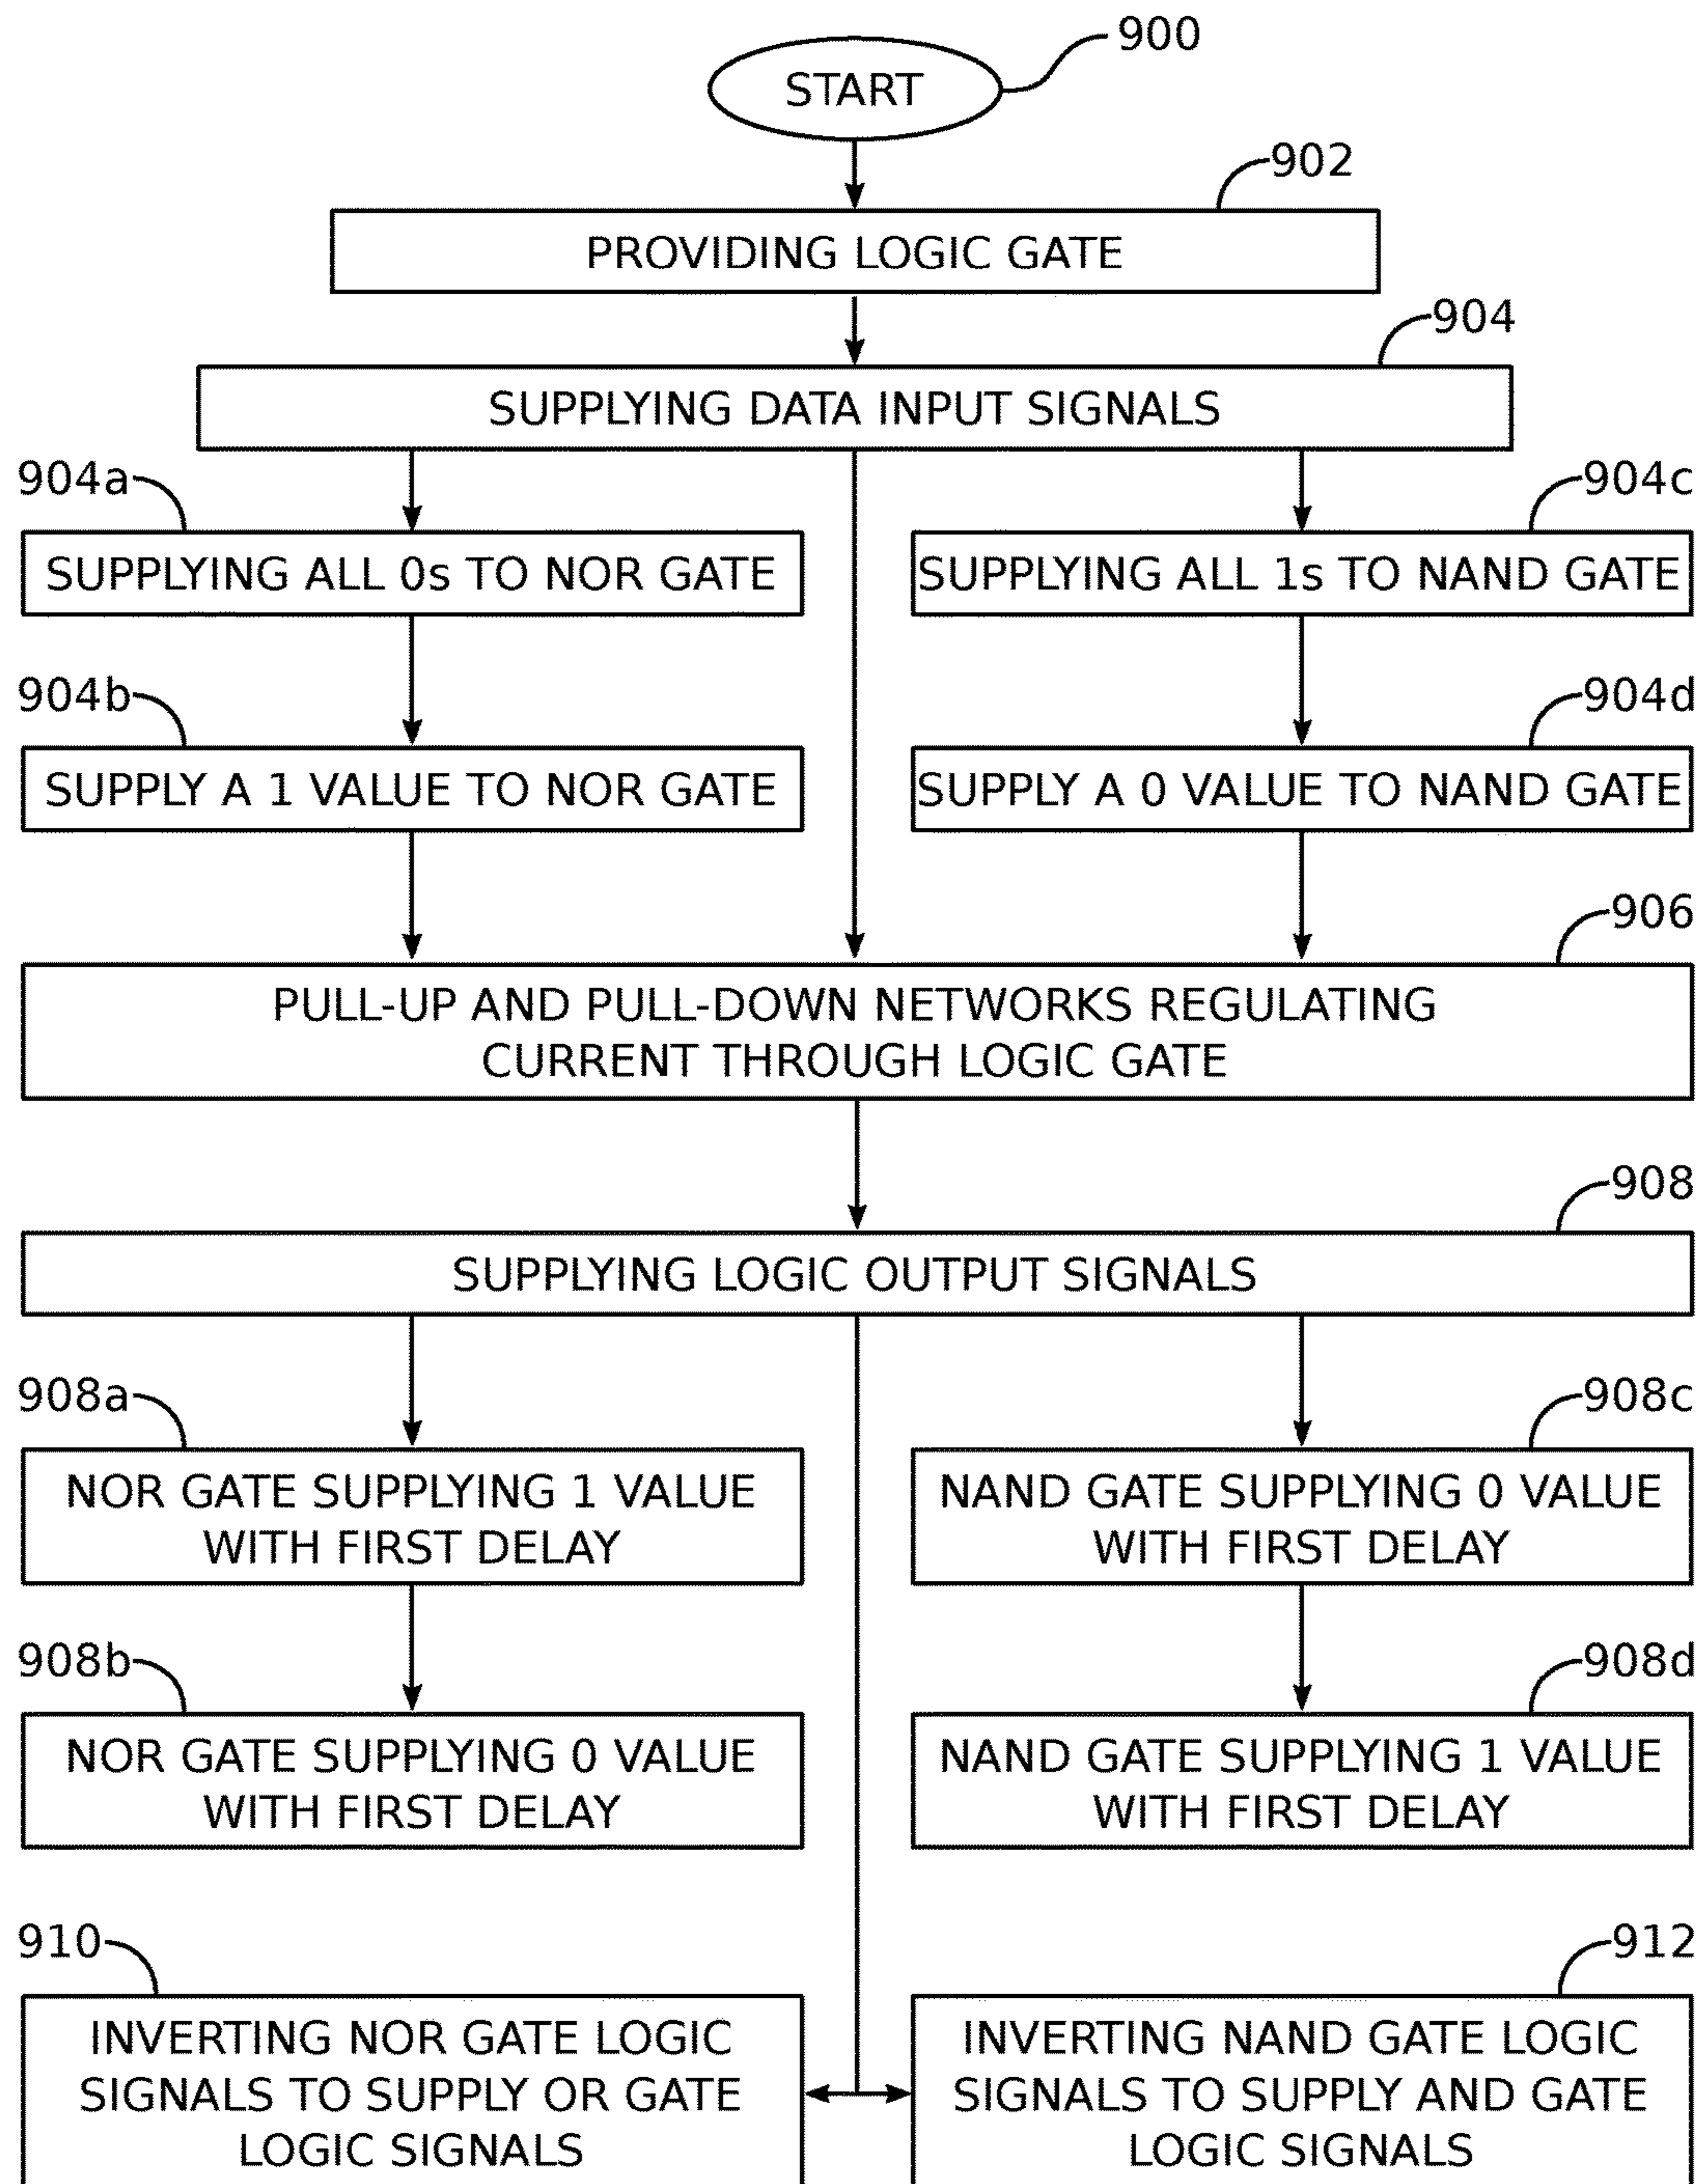 900
START
902
PROVIDING LOGIC GATE
904
SUPPLYING DATA INPUT SIGNALS
904a
904c
SUPPLYING ALL 0s TO NOR GATE
SUPPLYING ALL 1s TO NAND GATE
904b
904d
SUPPLY A 1 VALUE TO NOR GATE
SUPPLY A 0 VALUE TO NAND GATE
906
PULL-UP AND PULL-DOWN NETWORKS REGULATING
CURRENT THROUGH LOGIC GATE
908
SUPPLYING LOGIC OUTPUT SIGNALS
908a
908c
NOR GATE SUPPLYING 1 VALUE
WITH FIRST DELAY
NAND GATE SUPPLYING 0 VALUE
WITH FIRST DELAY
908b
908d
NOR GATE SUPPLYING 0 VALUE
WITH FIRST DELAY
NAND GATE SUPPLYING 1 VALUE
WITH FIRST DELAY
910
912
INVERTING NOR GATE LOGIC
SIGNALS TO SUPPLY OR GATE
LOGIC SIGNALS
INVERTING NAND GATE LOGIC
SIGNALS TO SUPPLY AND GATE
LOGIC SIGNALS